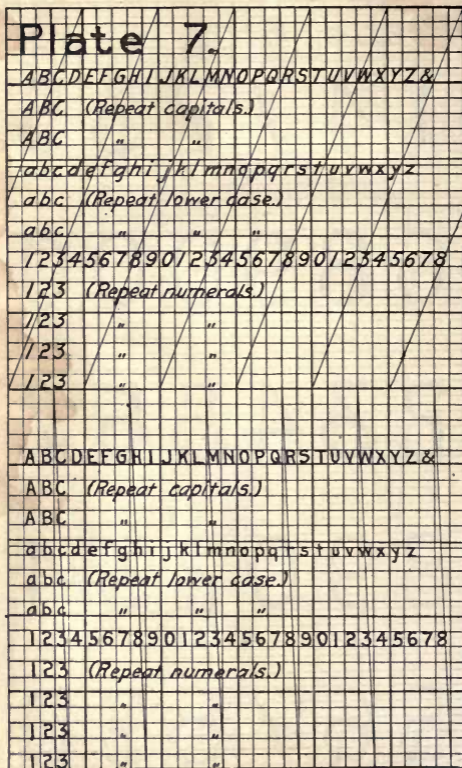 Plate 7.
ABCDEFGHIJKLMNOPQRSTUVWXYZ&
ABC (Repeat capitals.)
ABC " "
abcdefghijklmnopqrstuvwxyz
abc (Repeat lower case.)
abc " " "
1234567890123456789012345678
123 (Repeat numerals.)
123 " "
123 " "
123 " "
ABCDEFGHIJKLMNOPQRSTUVWXYZ&
ABC (Repeat capitals.)
ABC " "
abcdefghijklmnopqrstuvwxyz
abc (Repeat lower case.)
abc " " "
1234567890123456789012345678
123 (Repeat numerals.)
123 " "
123 " "
123 " "